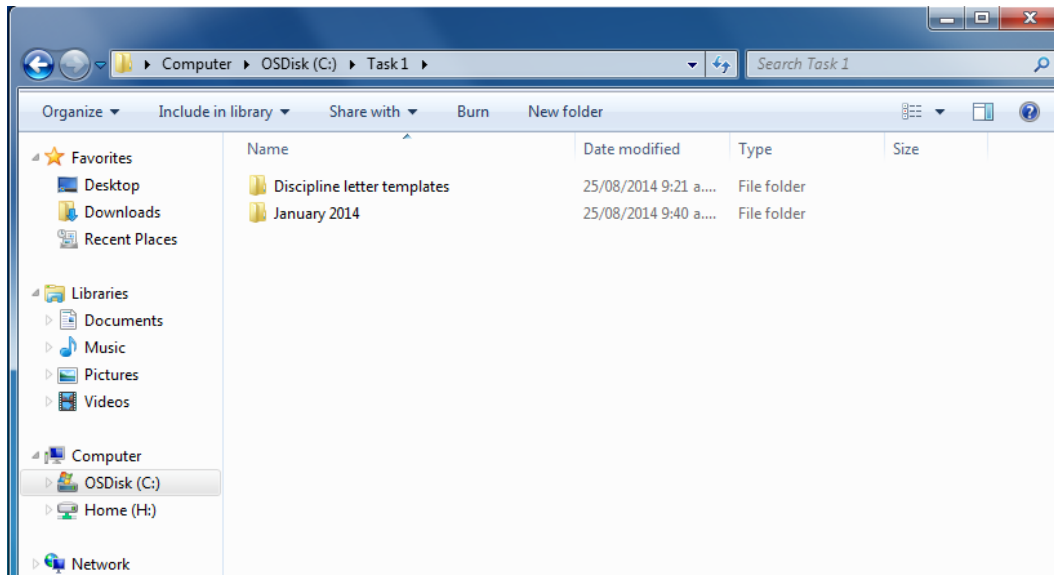 Computer OSDisk (C:) Task 1 Search Task 1
Organize Include in library Share with Burn New folder
Name Date modified Type Size
Favorites
Desktop
Downloads
Recent Places
Libraries
Documents
Music
Pictures
Videos
Computer
OSDisk (C:)
Home (H:)
Network
Discipline letter templates 25/08/2014 9:21 a.... File folder
January 2014 25/08/2014 9:40 a.... File folder